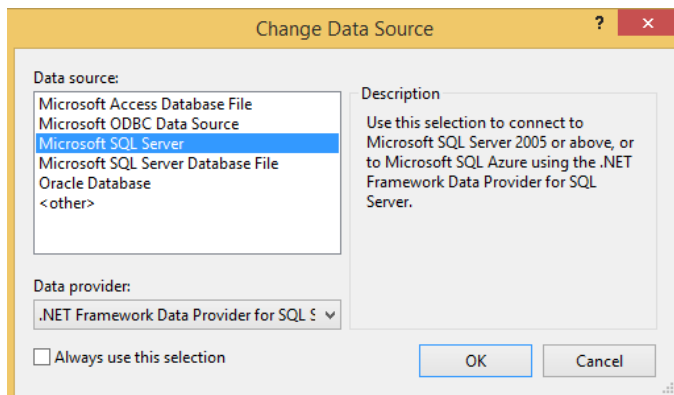 Change Data Source
?
Data source:
Microsoft Access Database File
Microsoft ODBC Data Source
Microsoft SQL Server
Microsoft SQL Server Database File
Oracle Database
<other>
Description
Use this selection to connect to
Microsoft SQL Server 2005 or above, or
to Microsoft SQL Azure using the .NET
Framework Data Provider for SQL
Server.
Data provider:
.NET Framework Data Provider for SQL S
Always use this selection
OK
Cancel